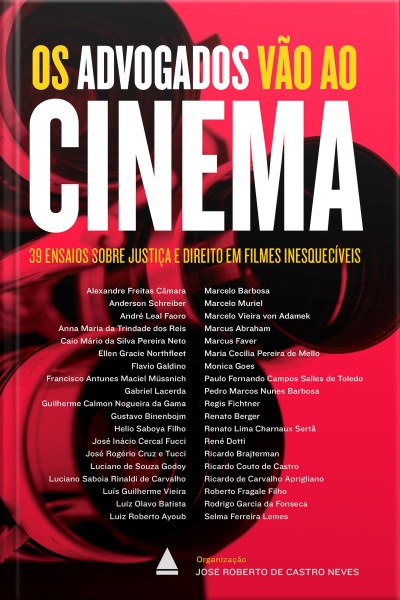 OS ADVOGADOS VÃO AO
CINEMA
39 ENSAIOS SOBRE JUSTIÇA E DIREITO EM FILMES INESQUECÍVEIS
Alexandre Freitas Câmara
Anderson Schreiber
André Leal Faoro
Anna Maria da Trindade dos Reis
Caio Mário da Silva Pereira Neto
Ellen Gracie Northfleet
Flavio Galdino
Francisco Antunes Maciel Müssnich
Gabriel Lacerda
Guilherme Calmon Nogueira da Gama
Gustavo Binenbojm
Helio Saboya Filho
José Inácio Cercal Fucci
José Rogério Cruz e Tucci
Luciano de Souza Godoy
Luciano Saboia Rinaldi de Carvalho
Luís Guilherme Vieira
Luiz Olavo Batista
Luiz Roberto Ayoub
Marcelo Barbosa
Marcelo Muriel
Marcelo Vieira von Adamek
Marcus Abraham
Marcus Faver
Maria Cecilia Pereira de Mello
Monica Goes
Paulo Fernando Campos Salles de Toledo
Pedro Marcos Nunes Barbosa
Regis Fichtner
Renato Berger
Renato Lima Charnaux Sertã
René Dotti
Ricardo Brajterman
Ricardo Couto de Castro
Ricardo de Carvalho Aprigliano
Roberto Fragale Filho
Rodrigo Garcia da Fonseca
Selma Ferreira Lemes
Organização
JOSÉ ROBERTO DE CASTRO NEVES